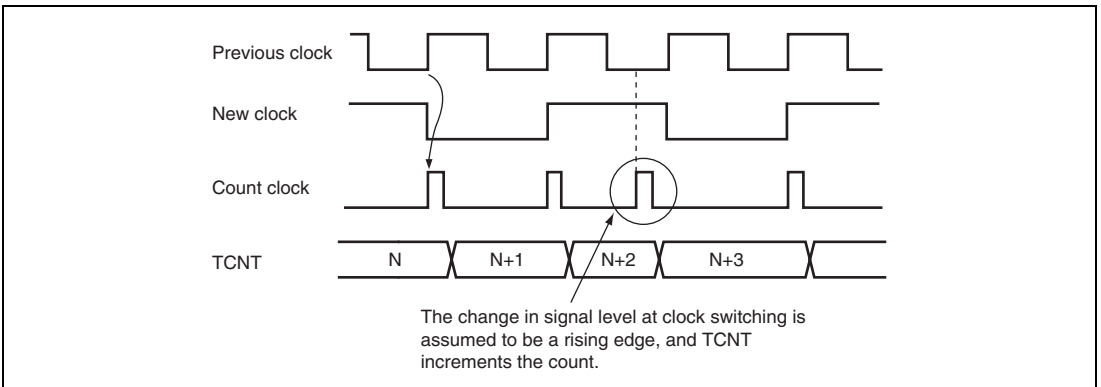 Previous clock
New clock
Count clock
TCNT
N
N+1
N+2
N+3
The change in signal level at clock switching is
assumed to be a rising edge, and TCNT
increments the count.